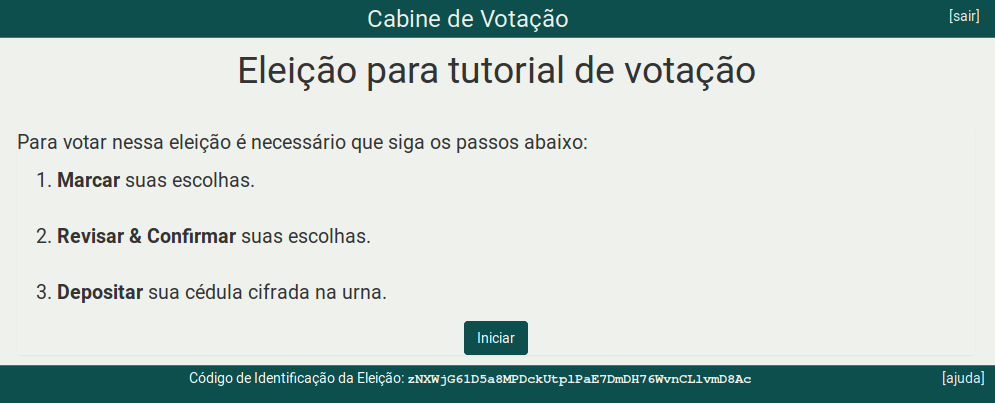 Cabine de Votação
[sair]
Eleição para tutorial de votação
Para votar nessa eleição é necessário que siga os passos abaixo:
1. Marcar suas escolhas.
2. Revisar & Confirmar suas escolhas.
3. Depositar sua cédula cifrada na urna.
Iniciar
Código de Identificação da Eleição: zNXWjG61D5a8MPDckUtplPaE7DmDH76WvnCLlvmD8Ac
[ajuda]